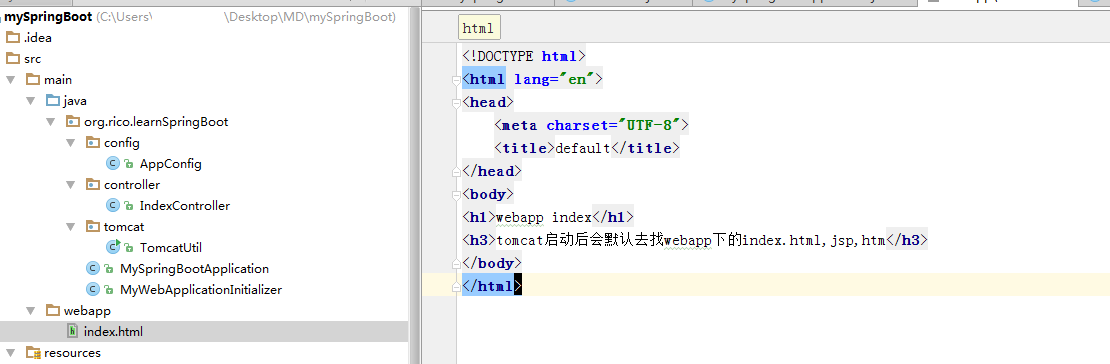 mySpringBoot (C:\Users \Desktop\MD\mySpringBoot)
.idea
src
main
java
org.rico.learnSpringBoot
config
AppConfig
controller
IndexController
tomcat
TomcatUtil
MySpringBootApplication
MyWebApplicationInitializer
webapp
index.html
resources
html
<!DOCTYPE html>
<html lang="en">
<head>
<meta charset="UTF-8">
<title>default</title>
</head>
<body>
<h1>webapp index</h1>
<h3>tomcat启动后会默认去找webapp下的index.html,jsp,htm</h3>
</body>
</html>